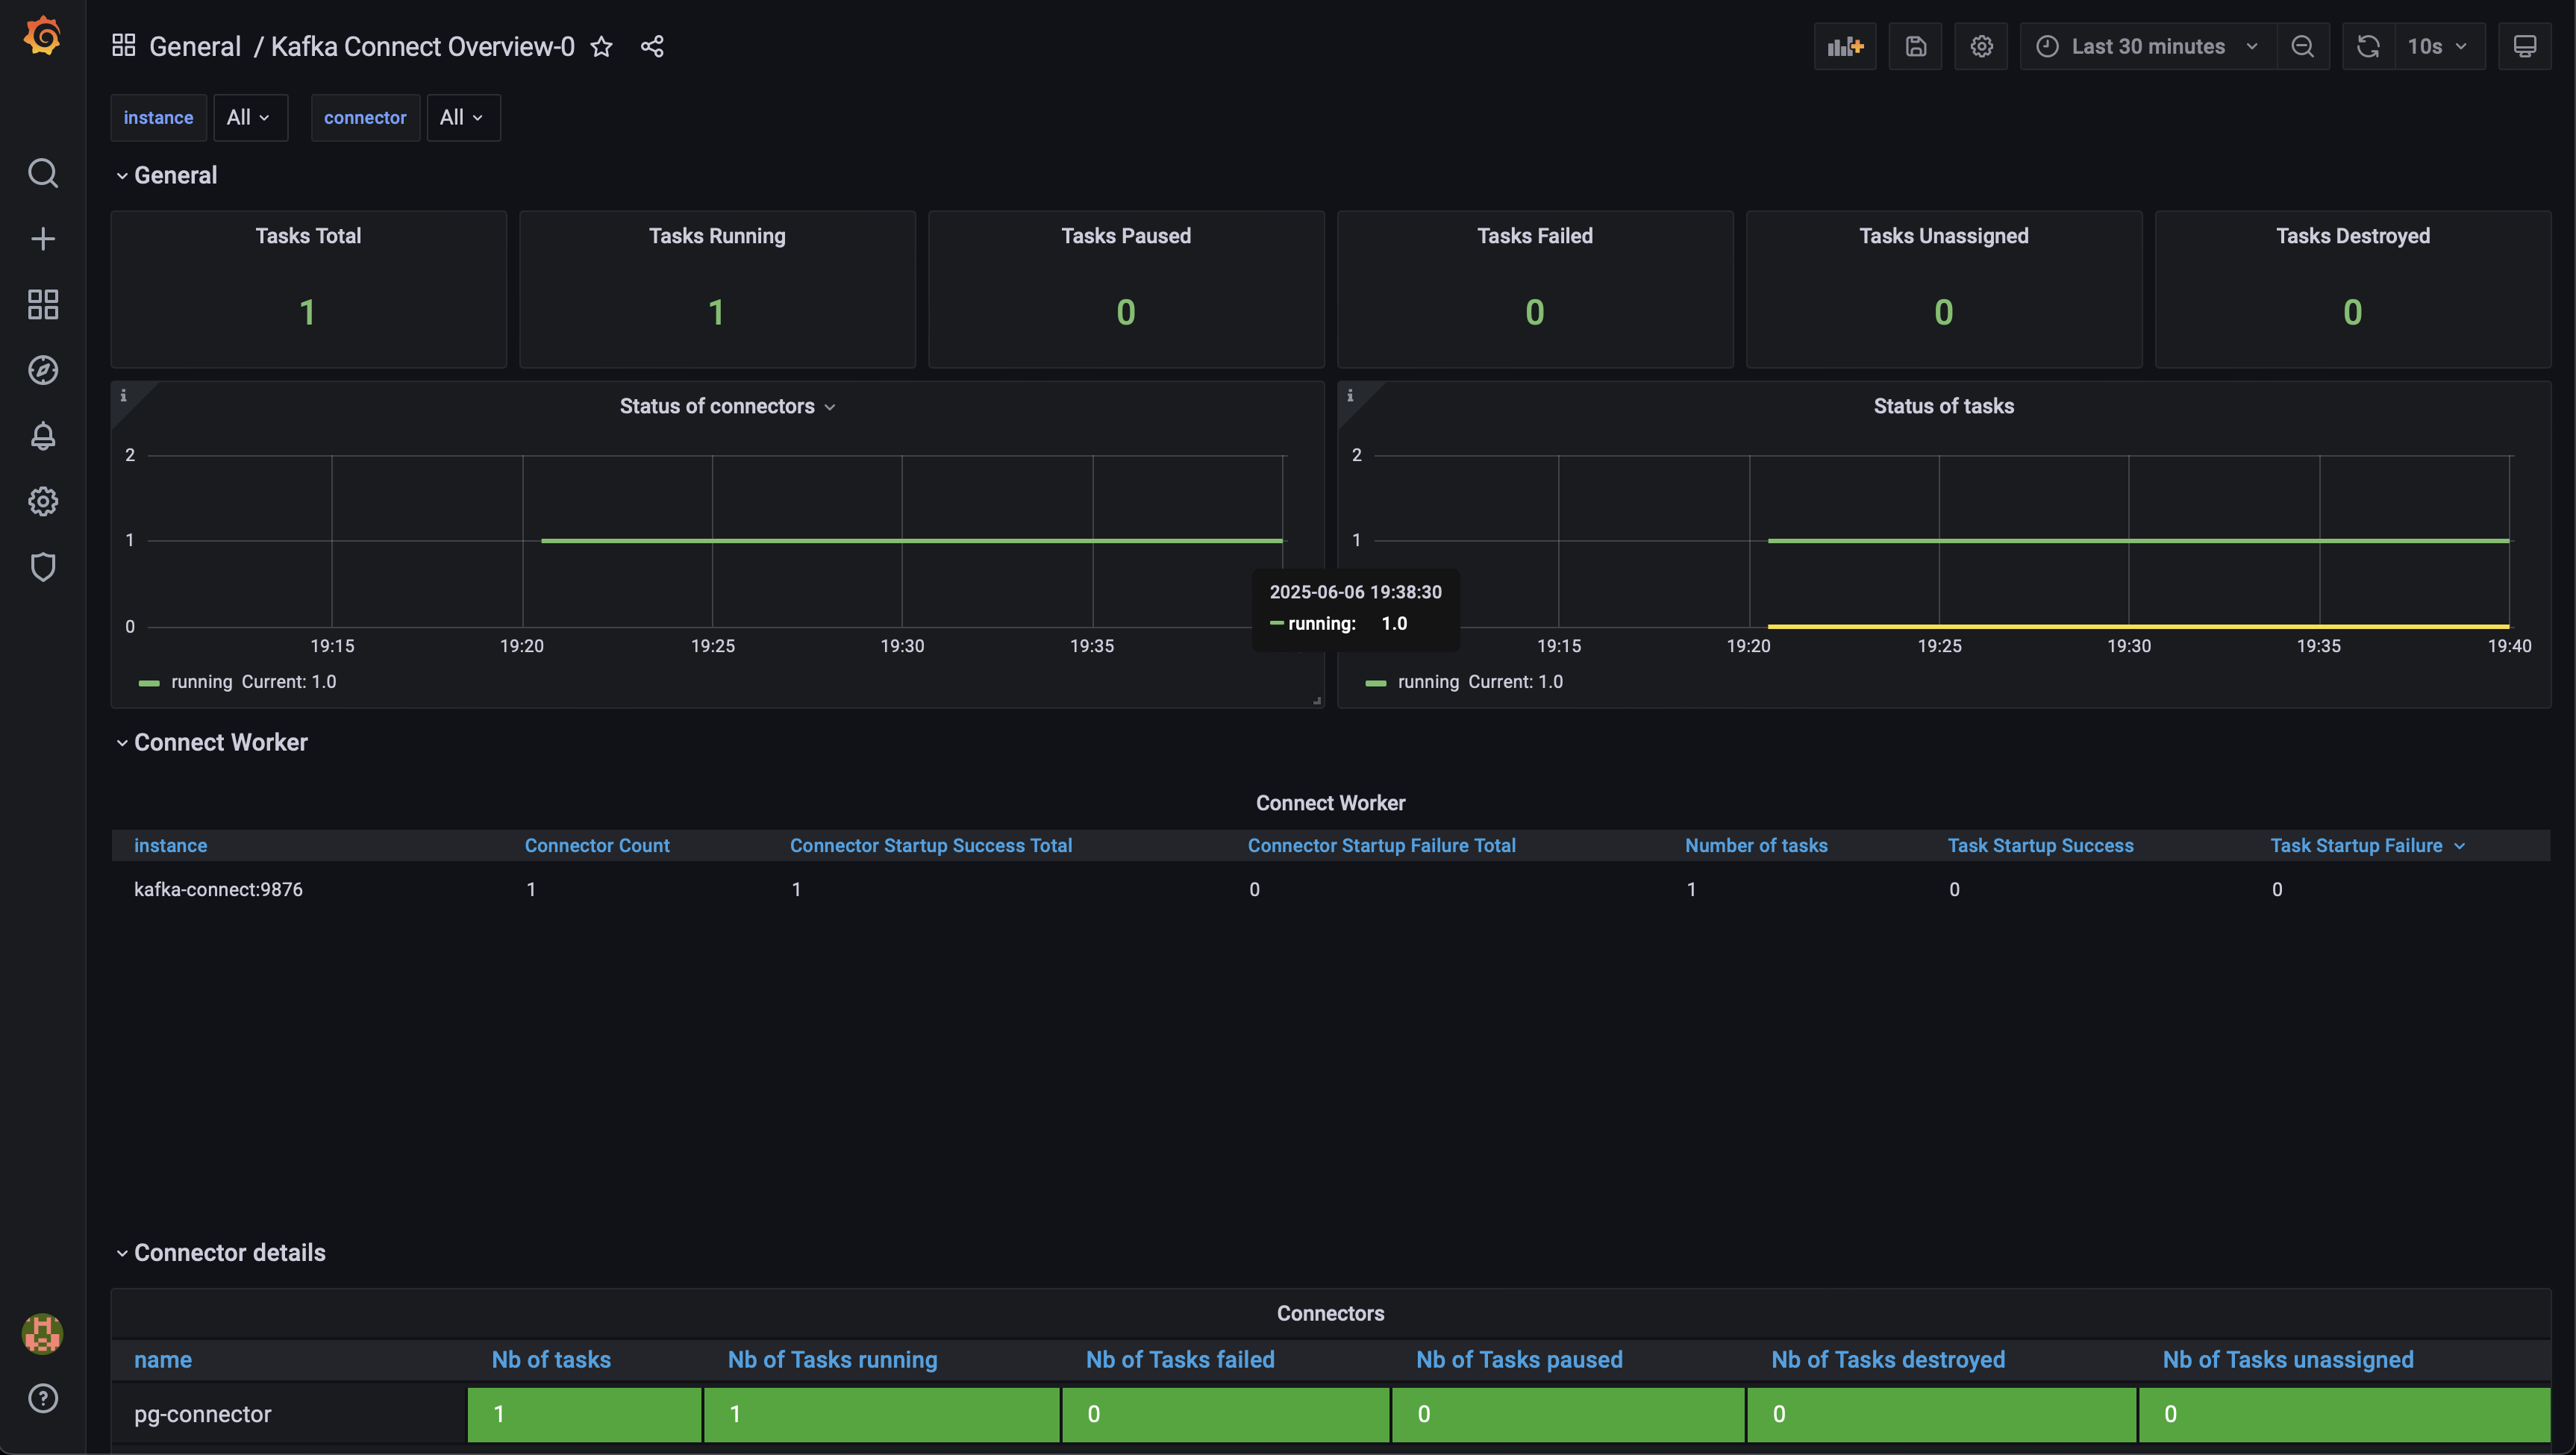 General / Kafka Connect Overview-0
Last 30 minutes
10s
instance All connector All
General
Tasks Total
1
Tasks Running
1
Tasks Paused
0
Tasks Failed
0
Tasks Unassigned
0
Tasks Destroyed
0
i
Status of connectors
2
1
0
19:15 19:20 19:25 19:30 19:35
running Current: 1.0
2025-06-06 19:38:30
running: 1.0
i
Status of tasks
2
1
19:15 19:20 19:25 19:30 19:35 19:40
running Current: 1.0
Connect Worker
Connect Worker
instance Connector Count Connector Startup Success Total Connector Startup Failure Total Number of tasks Task Startup Success Task Startup Failure
kafka-connect:9876 1 1 0 1 0 0
Connector details
Connectors
name Nb of tasks Nb of Tasks running Nb of Tasks failed Nb of Tasks paused Nb of Tasks destroyed Nb of Tasks unassigned
pg-connector 1 1 0 0 0 0